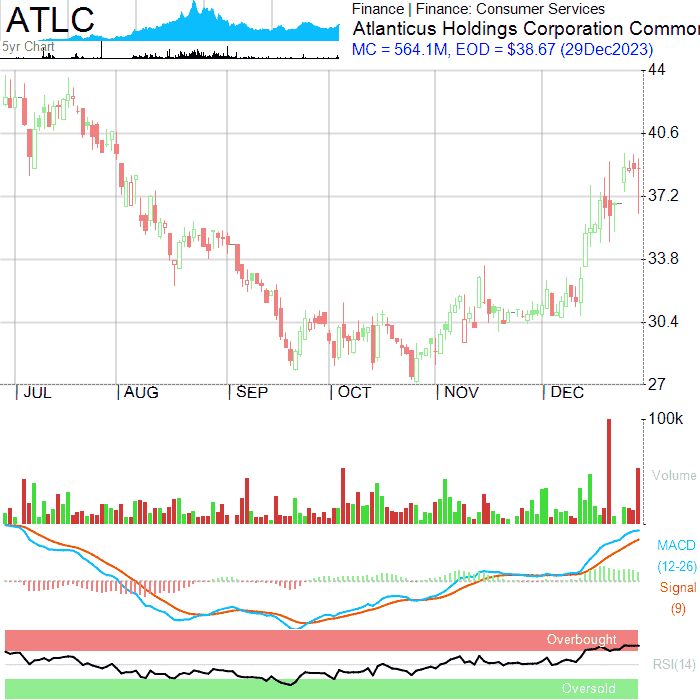 ATLC
5yr Chart
Finance | Finance: Consumer Services
Atlanticus Holdings Corporation Common
MC = 564.1M, EOD = $38.67 (29Dec2023)
44
40.6
37.2
33.8
30.4
27
JUL AUG SEP OCT NOV DEC
100k
Volume
MACD
(12-26)
Signal
(9)
Overbought
RSI(14)
Oversold